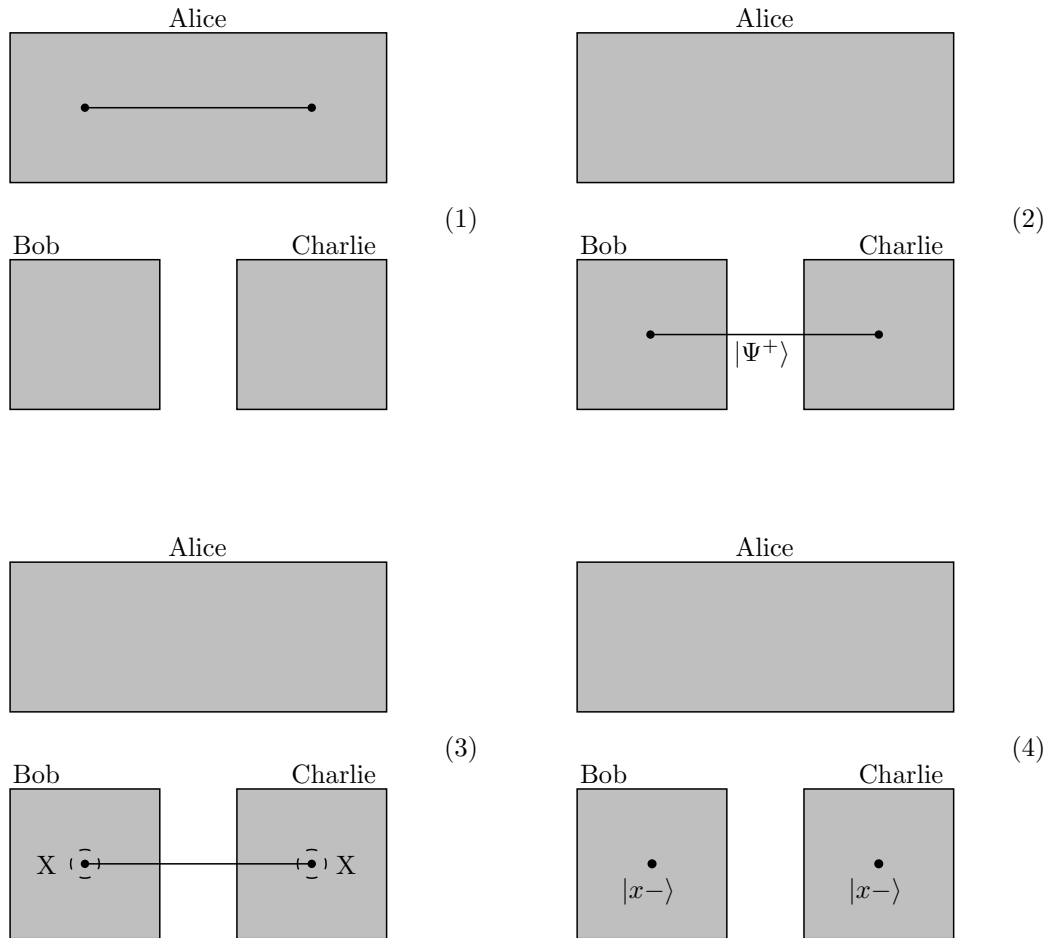 Alice
(1)
Bob Charlie
Alice
(2)
Bob Charlie
|Ψ⁺⟩
Alice
(3)
Bob Charlie
X X
Alice
(4)
Bob Charlie
|x−⟩ |x−⟩